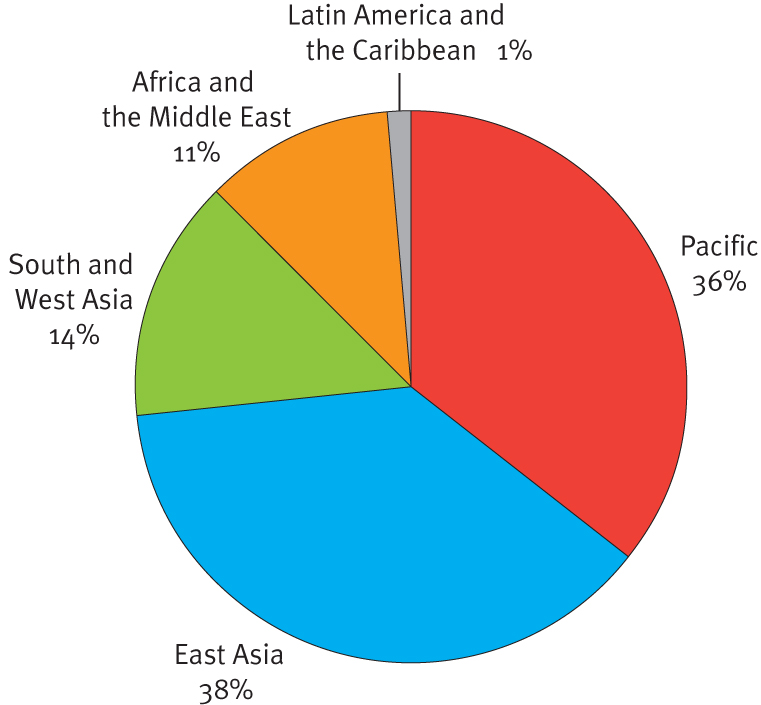 Latin America and
the Caribbean 1%
Africa and
the Middle East
11%
South and
West Asia
14%
Pacific
36%
East Asia
38%